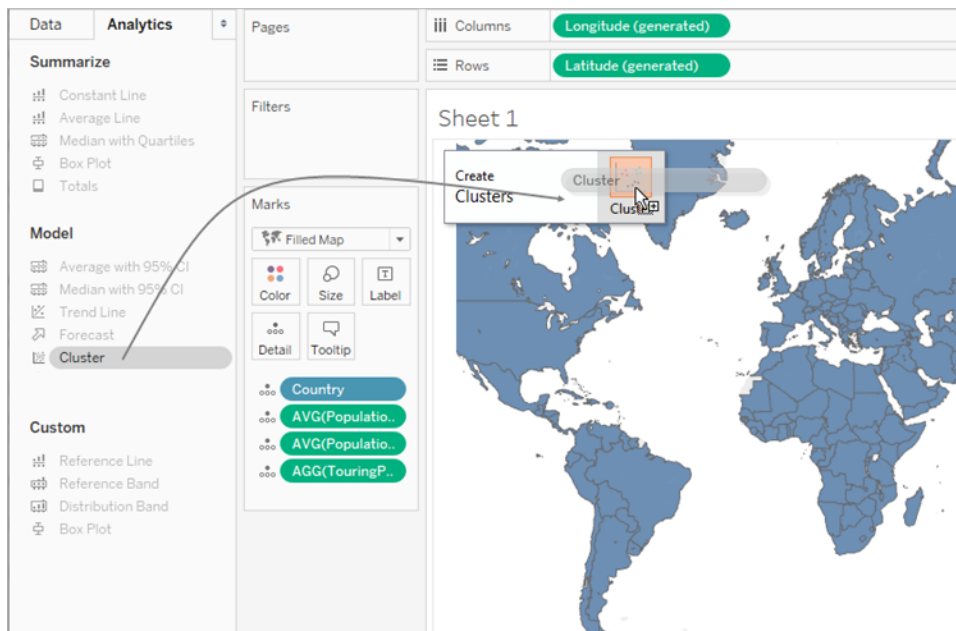 Data
Analytics
Summarize
Constant Line
Average Line
Median with Quartiles
Box Plot
Totals
Model
Average with 95% CI
Median with 95% CI
Trend Line
Forecast
Cluster
Custom
Reference Line
Reference Band
Distribution Band
Box Plot
Pages
Filters
Marks
Filled Map
Color
Size
Label
Detail
Tooltip
Country
AVG(Populatio..
AVG(Populatio..
AGG(TouringP..
Columns
Longitude (generated)
Rows
Latitude (generated)
Sheet 1
Create
Clusters
Cluster
Cluster